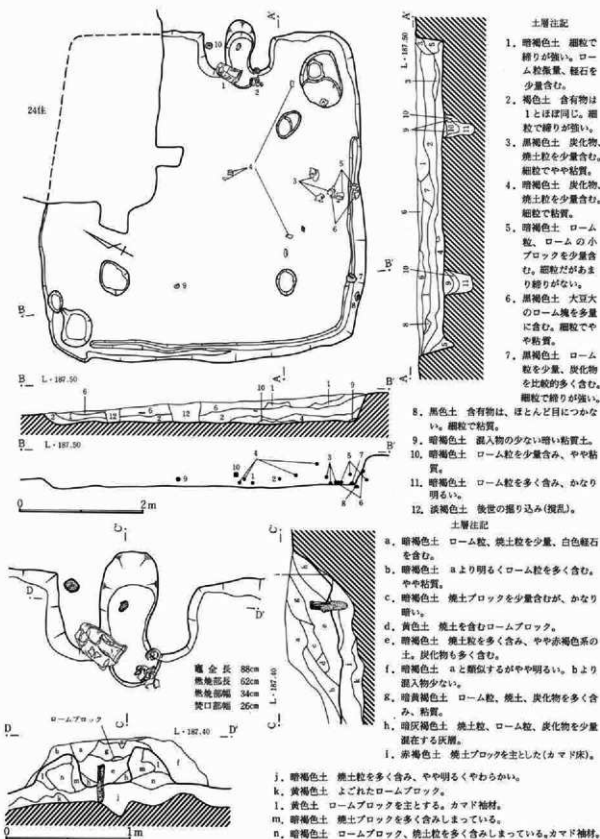 土層注記
1．暗褐色土　細粒で
締りが強い。ロー
ム粒微量、軽石を
少量含む。
2．褐色土　含有物は
1とほぼ同じ。細
粒で締りが強い。
3．黒褐色土　炭化物、
焼土粒を少量含む。
細粒でやや粘質。
4．暗褐色土　炭化物、
焼土粒を少量含む。
細粒で粘質。
5．暗褐色土　ローム
粒、ロームの小
ブロックを少量含
む。細粒だがあま
り締りがない。
6．黒褐色土　大豆大
のローム塊を多量
に含む。細粒でや
や粘質。
7．黒褐色土　ローム
粒を少量、炭化物
を比較的多く含む。
細粒で締りが強い。
8．黒色土　含有物は、ほとんど目につかな
い。細粒で粘質。
9．暗褐色土　混入物の少ない暗い粘質土。
10．暗褐色土　ローム粒を少量含み、やや粘
質。
11．暗褐色土　ローム粒を多く含み、かなり
明るい。
12．淡褐色土　後世の掘り込み(撹乱)。
24住
A′
A
B
B′
L・187.50
A′
A
L・187.50
B
B′
L・187.50
B
B′
0
2m
土層注記
a．暗褐色土　ローム粒、焼土粒を少量、白色軽石
を含む。
b．暗褐色土　aより明るくローム粒を多く含む。
やや粘質。
c．暗褐色土　焼土ブロックを少量含むが、かなり
暗い。
d．黄色土　焼土を含むロームブロック。
e．暗褐色土　焼土粒を多く含み、やや赤褐色系の
土。炭化物も多く含む。
f．暗褐色土　aと類似するがやや明るい。bより
混入物少ない。
g．暗黄褐色土　ローム粒、焼土、炭化物を多く含
み、粘質。
h．暗灰褐色土　焼土粒、ローム粒、炭化物を少量
混在する灰層。
i．赤褐色土　焼土ブロックを主とした(カマド床)。
j．暗褐色土　焼土粒を多く含み、やや明るくやわらかい。
k．黄褐色土　よごれたロームブロック。
l．黄色土　ロームブロックを主とする。カマド袖材。
m．暗褐色土　焼土ブロックを多く含みしまっている。
n．暗褐色土　ロームブロック、焼土粒を多く含みしまっている。カマド袖材。
C′
C
D
D′
竈全長　88cm
燃焼部長　62cm
燃焼部幅　34cm
焚口部幅　26cm
C′
C
L・187.40
ロームブロック
D
L・187.40
D′
0
1m